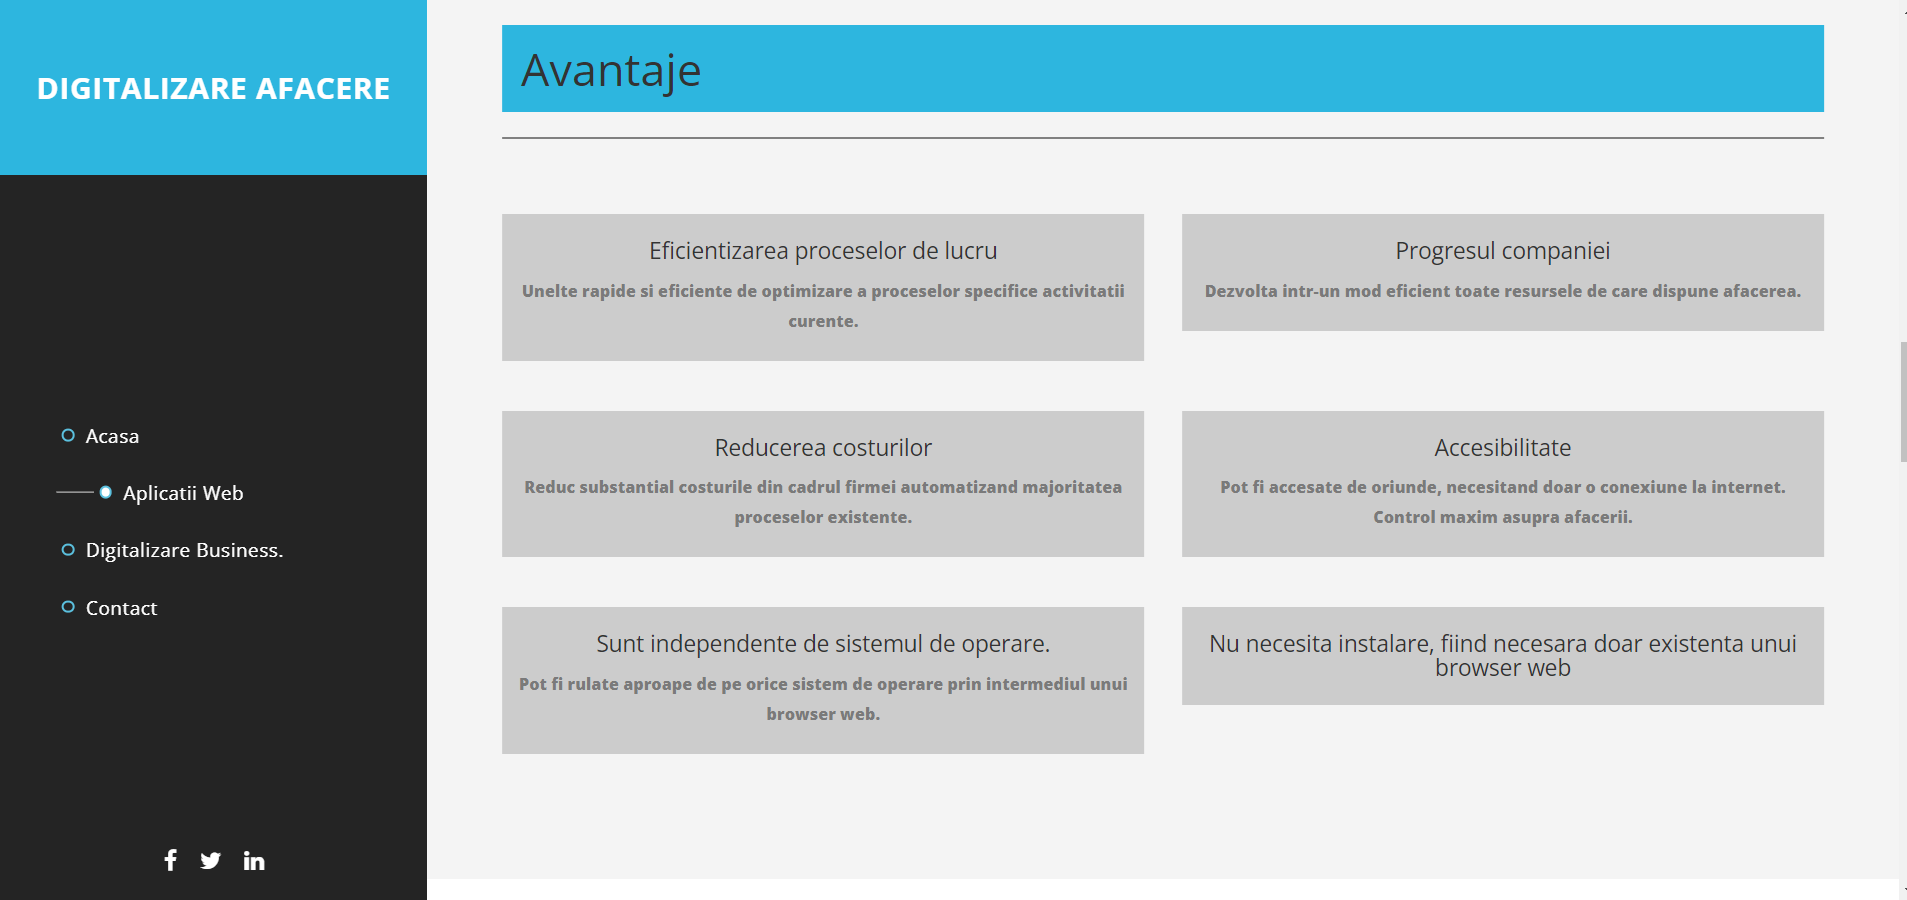 DIGITALIZARE AFACERE
Acasa
Aplicatii Web
Digitalizare Business.
Contact
Avantaje
Eficientizarea proceselor de lucru
Unelte rapide si eficiente de optimizare a proceselor specifice activitatii
curente.
Progresul companiei
Dezvolta intr-un mod eficient toate resursele de care dispune afacerea.
Reducerea costurilor
Reduc substantial costurile din cadrul firmei automatizand majoritatea
proceselor existente.
Accesibilitate
Pot fi accesate de oriunde, necesitand doar o conexiune la internet.
Control maxim asupra afacerii.
Sunt independente de sistemul de operare.
Pot fi rulate aproape de pe orice sistem de operare prin intermediul unui
browser web.
Nu necesita instalare, fiind necesara doar existenta unui
browser web